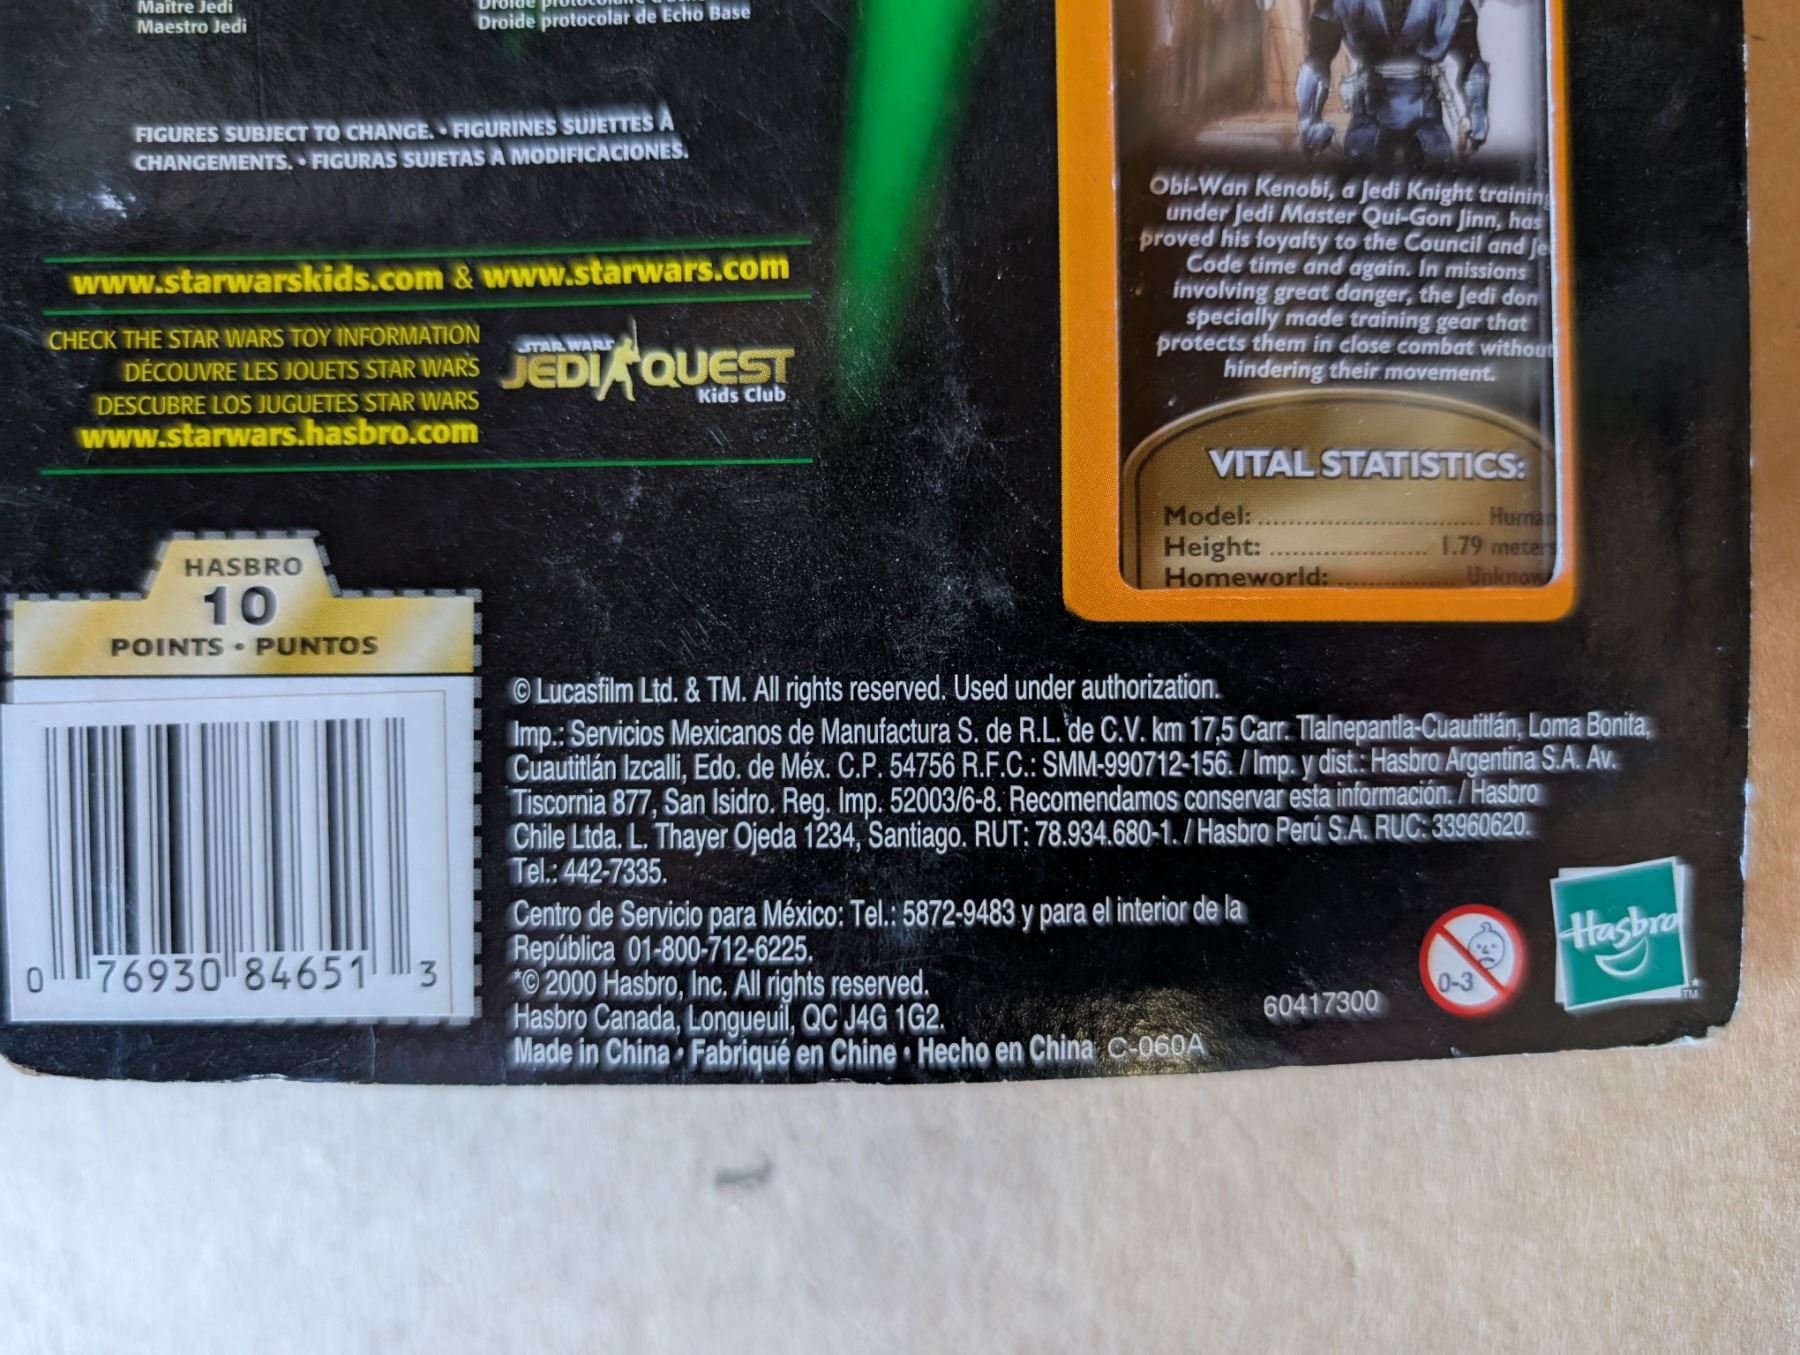 Maître Jedi
Maestro Jedi
Droide protocolar de Echo Base
FIGURES SUBJECT TO CHANGE. • FIGURINES SUJETTES À
CHANGEMENTS. • FIGURAS SUJETAS A MODIFICACIONES.
www.starwarskids.com & www.starwars.com
CHECK THE STAR WARS TOY INFORMATION
DÉCOUVRE LES JOUETS STAR WARS
DESCUBRE LOS JUGUETES STAR WARS
www.starwars.hasbro.com
STAR WARS
JEDI QUEST
Kids Club
Obi-Wan Kenobi, a Jedi Knight training
under Jedi Master Qui-Gon Jinn, has
proved his loyalty to the Council and Je
Code time and again. In missions
involving great danger, the Jedi don
specially made training gear that
protects them in close combat without
hindering their movement.
VITAL STATISTICS:
Model: ................................ Human
Height: ....................... 1.79 meters
Homeworld: ................. Unknow
HASBRO
10
POINTS • PUNTOS
0 76930 84651 3
© Lucasfilm Ltd. & TM. All rights reserved. Used under authorization.
Imp.: Servicios Mexicanos de Manufactura S. de R.L. de C.V. km 17,5 Carr. Tlalnepantla-Cuautitlán, Loma Bonita,
Cuautitlán Izcalli, Edo. de Méx. C.P. 54756 R.F.C.: SMM-990712-156. / Imp. y dist.: Hasbro Argentina S.A. Av.
Tiscornia 877, San Isidro. Reg. Imp. 52003/6-8. Recomendamos conservar esta información. / Hasbro
Chile Ltda. L. Thayer Ojeda 1234, Santiago. RUT: 78.934.680-1. / Hasbro Perú S.A. RUC: 33960620.
Tel.: 442-7335.
Centro de Servicio para México: Tel.: 5872-9483 y para el interior de la
República 01-800-712-6225.
*© 2000 Hasbro, Inc. All rights reserved.
Hasbro Canada, Longueuil, QC J4G 1G2.
Made in China • Fabriqué en Chine • Hecho en China C-060A
60417300
0-3
Hasbro
*
TM